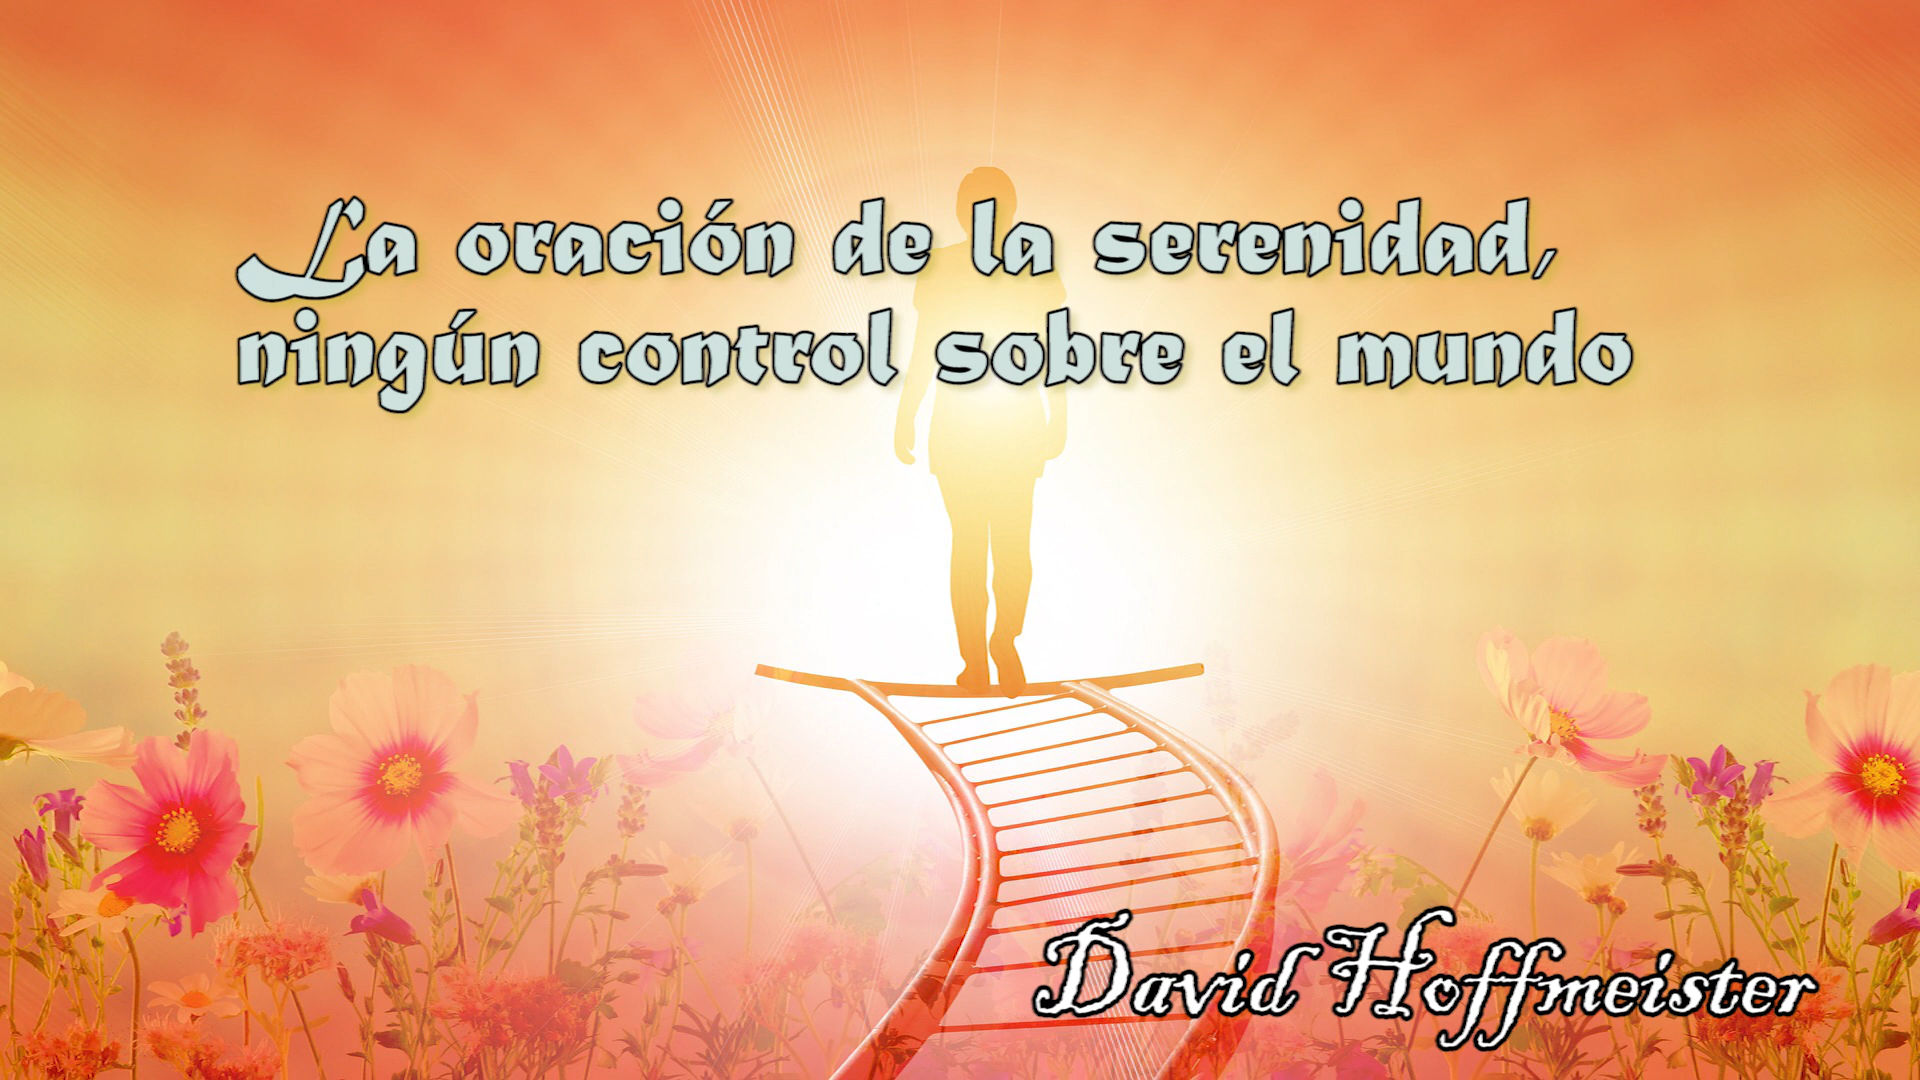 La oración de la serenidad,
ningún control sobre el mundo
David Hoffmeister